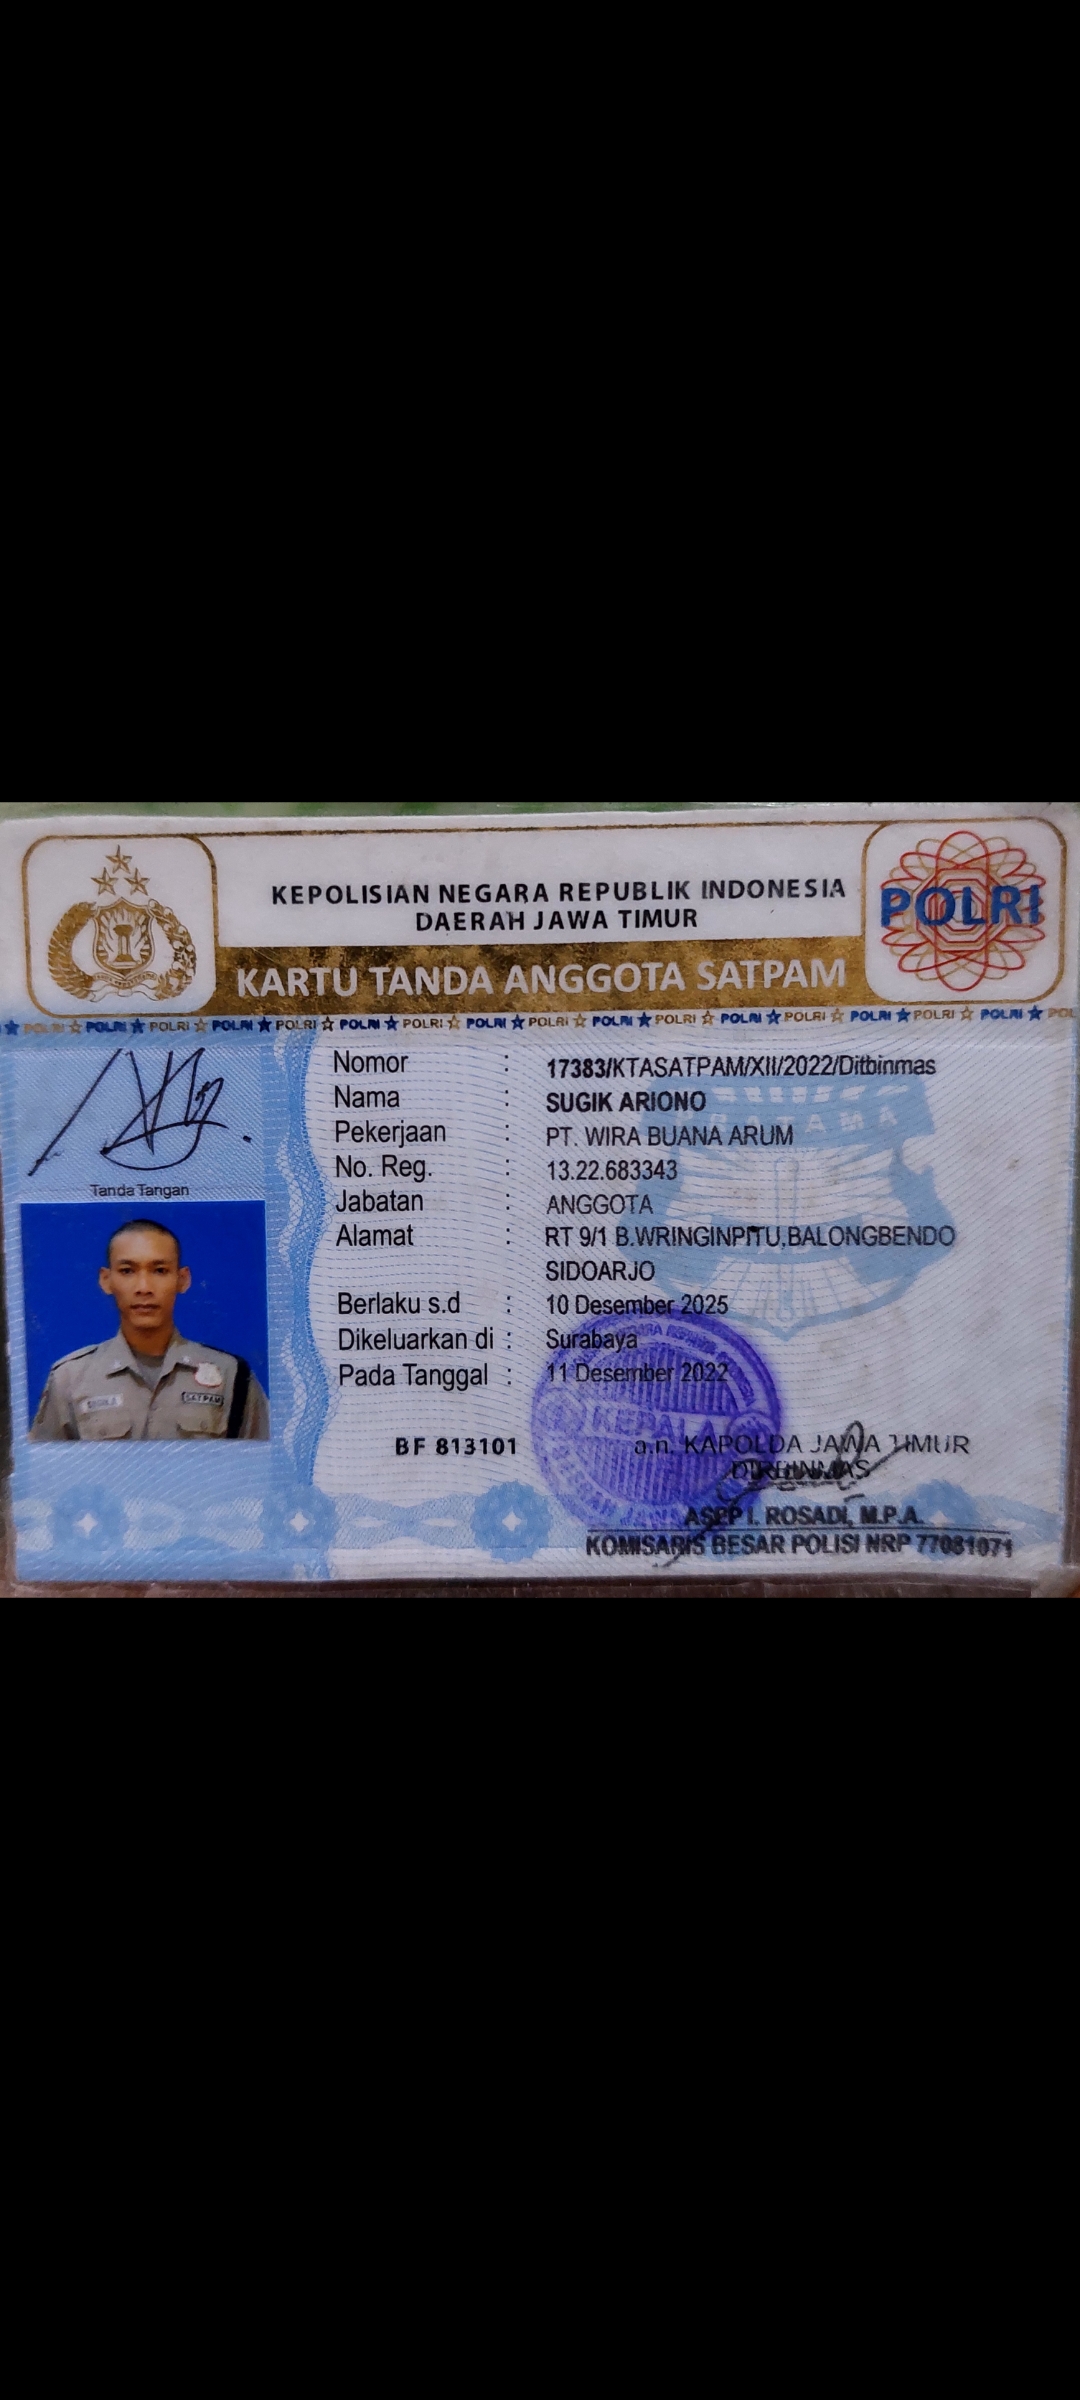 KEPOLISIAN NEGARA REPUBLIK INDONESIA
DAERAH JAWA TIMUR
POLRI
KARTU TANDA ANGGOTA SATPAM
POLRI POLRI POLRI POLRI POLRI POLRI POLRI POLRI POLRI POLRI POLRI POLRI POLRI POLRI POLRI POLRI POL
Tanda Tangan
Nomor : 17383/KTASATPAM/XII/2022/Ditbinmas
Nama : SUGIK ARIONO
Pekerjaan : PT. WIRA BUANA ARUM
No. Reg. : 13.22.683343
Jabatan : ANGGOTA
Alamat : RT 9/1 B.WRINGINPITU,BALONGBENDO
SIDOARJO
Berlaku s.d : 10 Desember 2025
Dikeluarkan di : Surabaya
Pada Tanggal : 11 Desember 2022
SATPAM
KEPALA
BF 813101
a.n. KAPOLDA JAWA TIMUR
DIRBINMAS
ASEP I. ROSADI, M.P.A.
KOMISARIS BESAR POLISI NRP 77081071